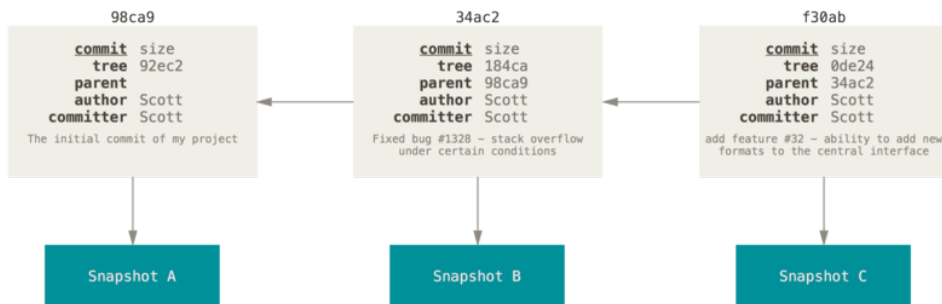 98ca9
commit size
tree 92ec2
parent
author Scott
committer Scott
The initial commit of my project
Snapshot A
34ac2
commit size
tree 184ca
parent 98ca9
author Scott
committer Scott
Fixed bug #1328 – stack overflow
under certain conditions
Snapshot B
f30ab
commit size
tree 0de24
parent 34ac2
author Scott
committer Scott
add feature #32 – ability to add new
formats to the central interface
Snapshot C